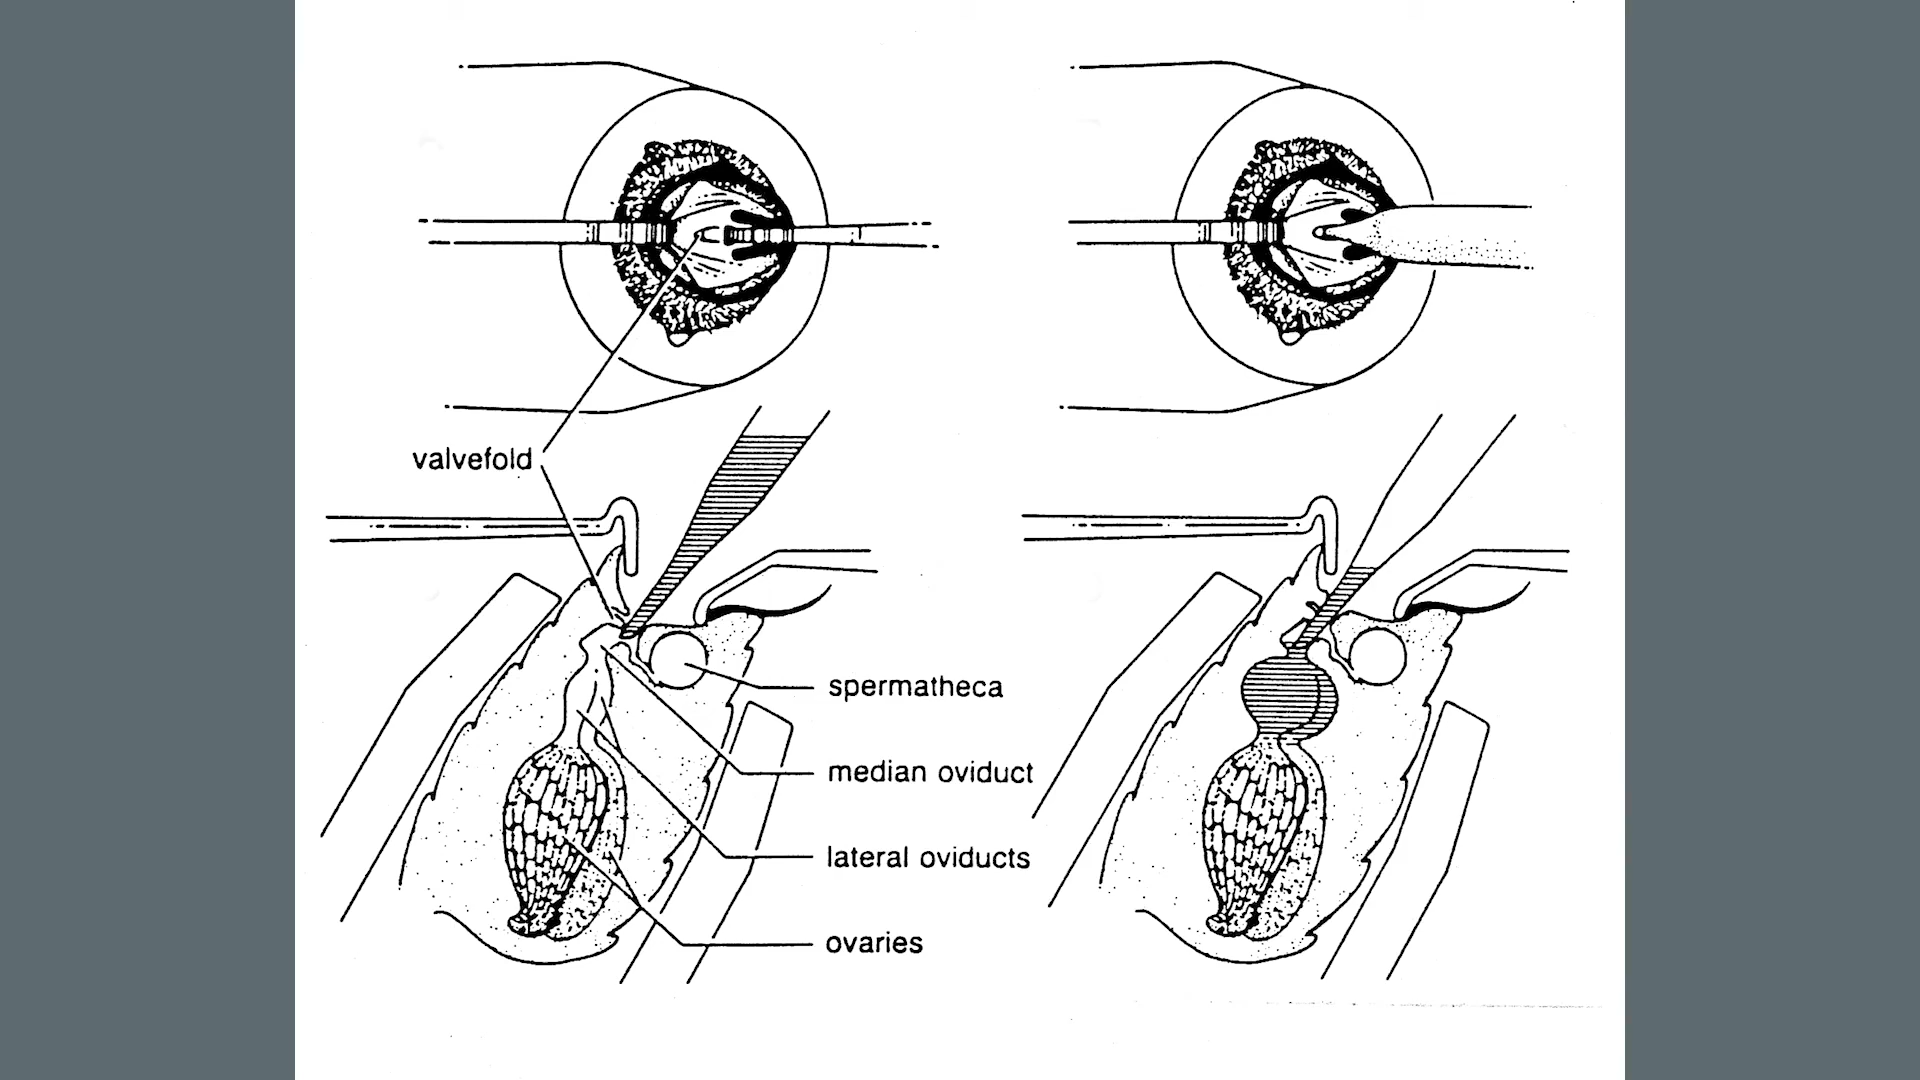 valvefold
spermatheca
median oviduct
lateral oviducts
ovaries